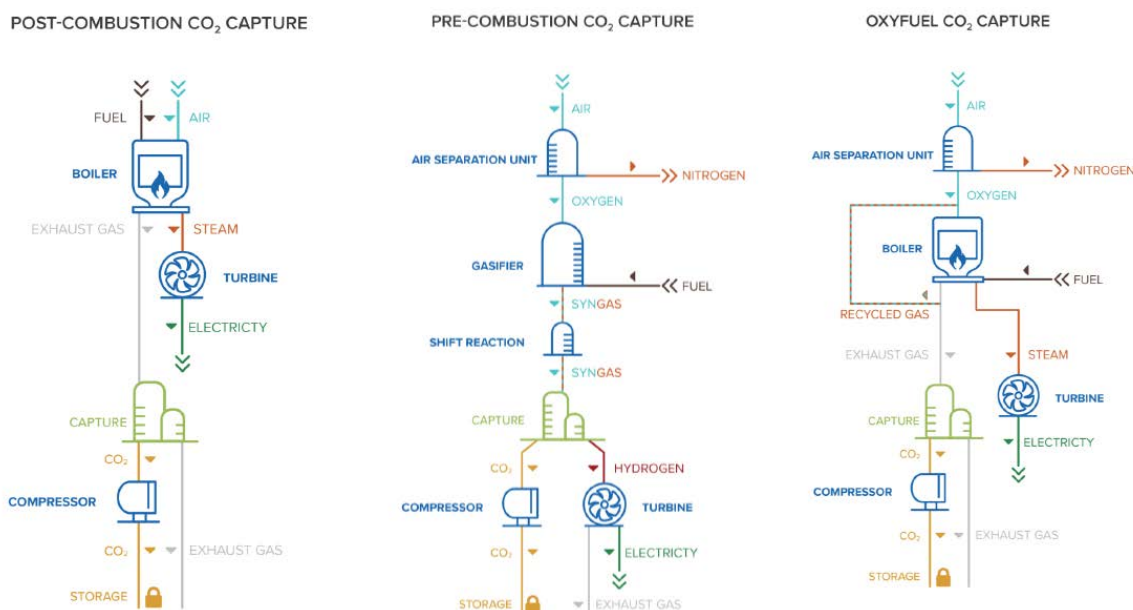 POST-COMBUSTION CO₂ CAPTURE
FUEL
AIR
BOILER
EXHAUST GAS
STEAM
TURBINE
ELECTRICTY
CAPTURE
CO₂
COMPRESSOR
CO₂
EXHAUST GAS
STORAGE
PRE-COMBUSTION CO₂ CAPTURE
AIR
AIR SEPARATION UNIT
NITROGEN
OXYGEN
GASIFIER
FUEL
SYNGAS
SHIFT REACTION
SYNGAS
CAPTURE
CO₂
HYDROGEN
COMPRESSOR
TURBINE
CO₂
ELECTRICTY
STORAGE
EXHAUST GAS
OXYFUEL CO₂ CAPTURE
AIR
AIR SEPARATION UNIT
NITROGEN
OXYGEN
BOILER
FUEL
RECYCLED GAS
EXHAUST GAS
STEAM
TURBINE
CAPTURE
ELECTRICTY
CO₂
COMPRESSOR
CO₂
EXHAUST GAS
STORAGE